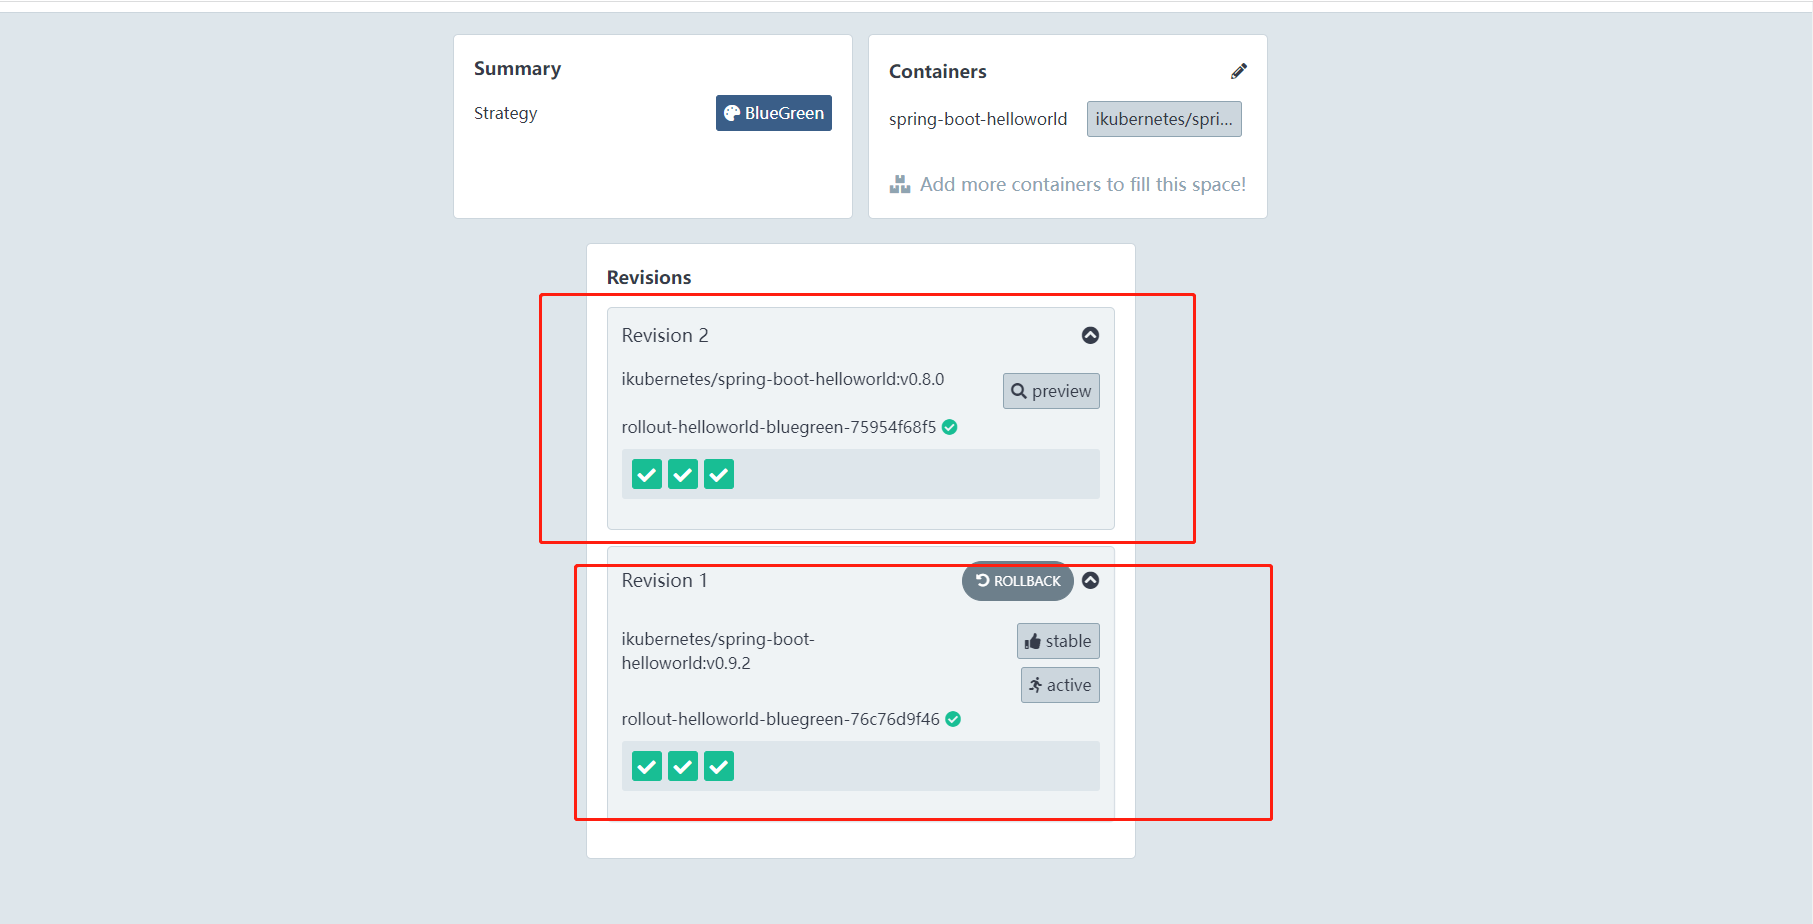 Summary
Strategy
BlueGreen
Containers
spring-boot-helloworld
ikubernetes/spri...
Add more containers to fill this space!
Revisions
Revision 2
ikubernetes/spring-boot-helloworld:v0.8.0
preview
rollout-helloworld-bluegreen-75954f68f5
Revision 1
ROLLBACK
ikubernetes/spring-boot-
helloworld:v0.9.2
stable
active
rollout-helloworld-bluegreen-76c76d9f46